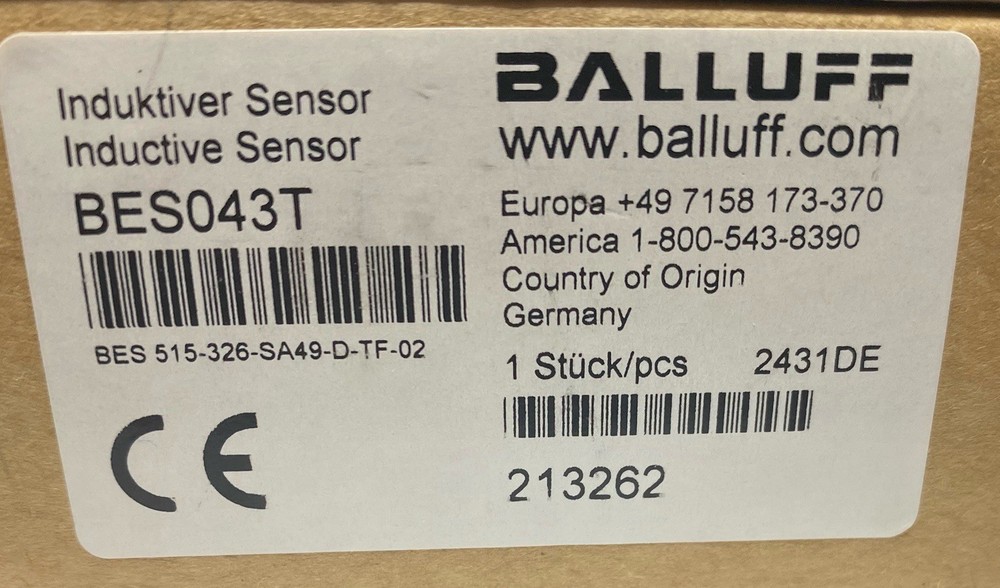 Induktiver Sensor
Inductive Sensor
BES043T
BES 515-326-SA49-D-TF-02
CE
BALLUFF
www.balluff.com
Europa +49 7158 173-370
America 1-800-543-8390
Country of Origin
Germany
1 Stück/pcs 2431DE
213262